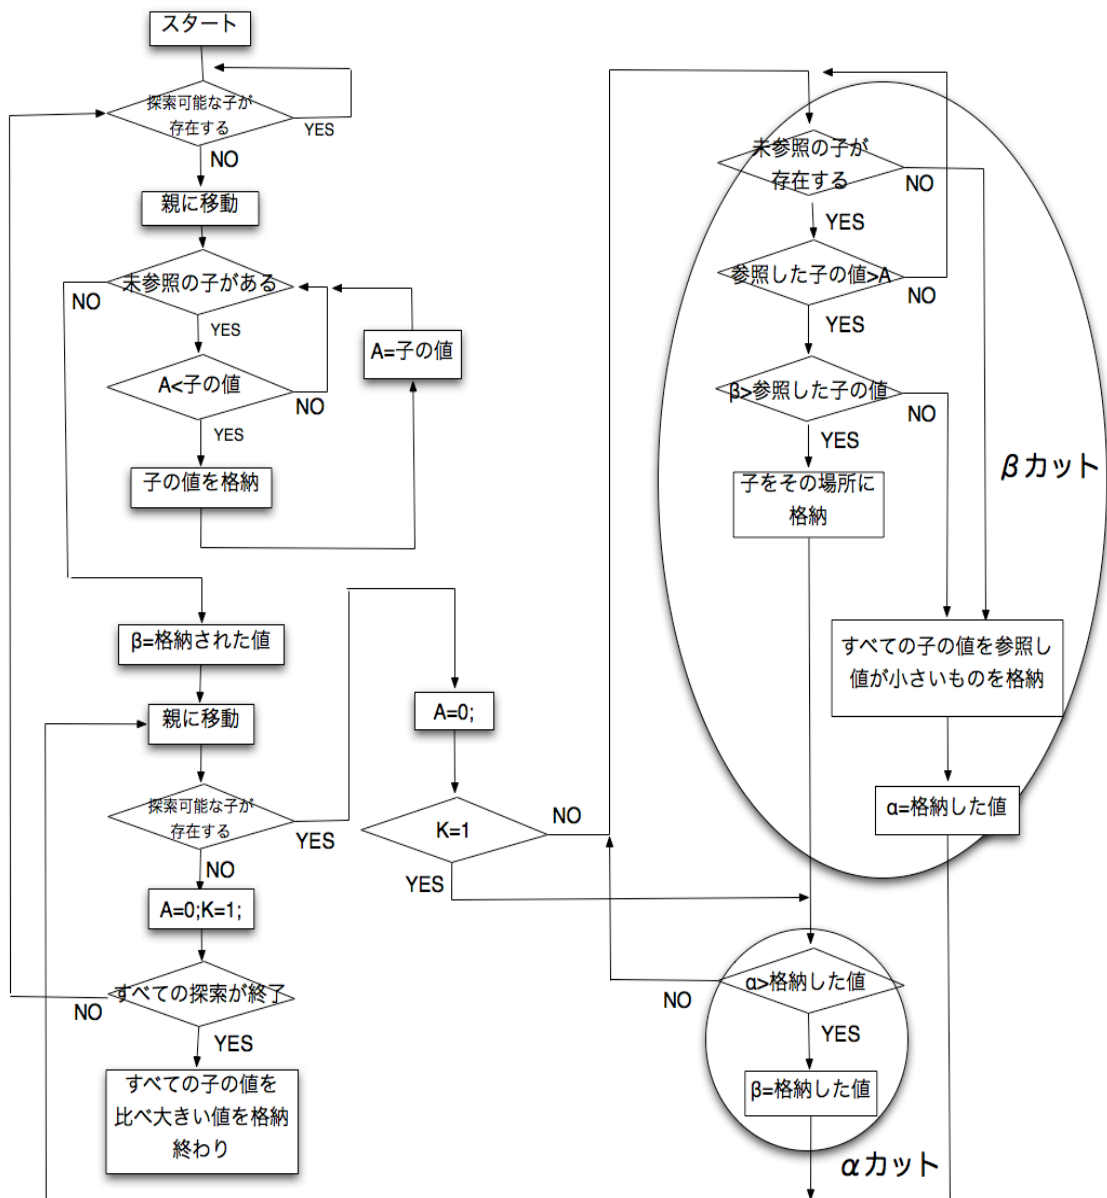 スタート
探索可能な子が
存在する
YES
NO
親に移動
未参照の子がある
NO
YES
A<子の値
NO
YES
A=子の値
子の値を格納
β=格納された値
親に移動
探索可能な子が
存在する
YES
NO
A=0;K=1;
すべての探索が終了
NO
YES
すべての子の値を
比べ大きい値を格納
終わり
A=0;
K=1
NO
YES
未参照の子が
存在する
NO
YES
参照した子の値>A
NO
YES
β>参照した子の値
NO
YES
子をその場所に
格納
βカット
すべての子の値を参照し
値が小さいものを格納
α=格納した値
α>格納した値
NO
YES
β=格納した値
αカット